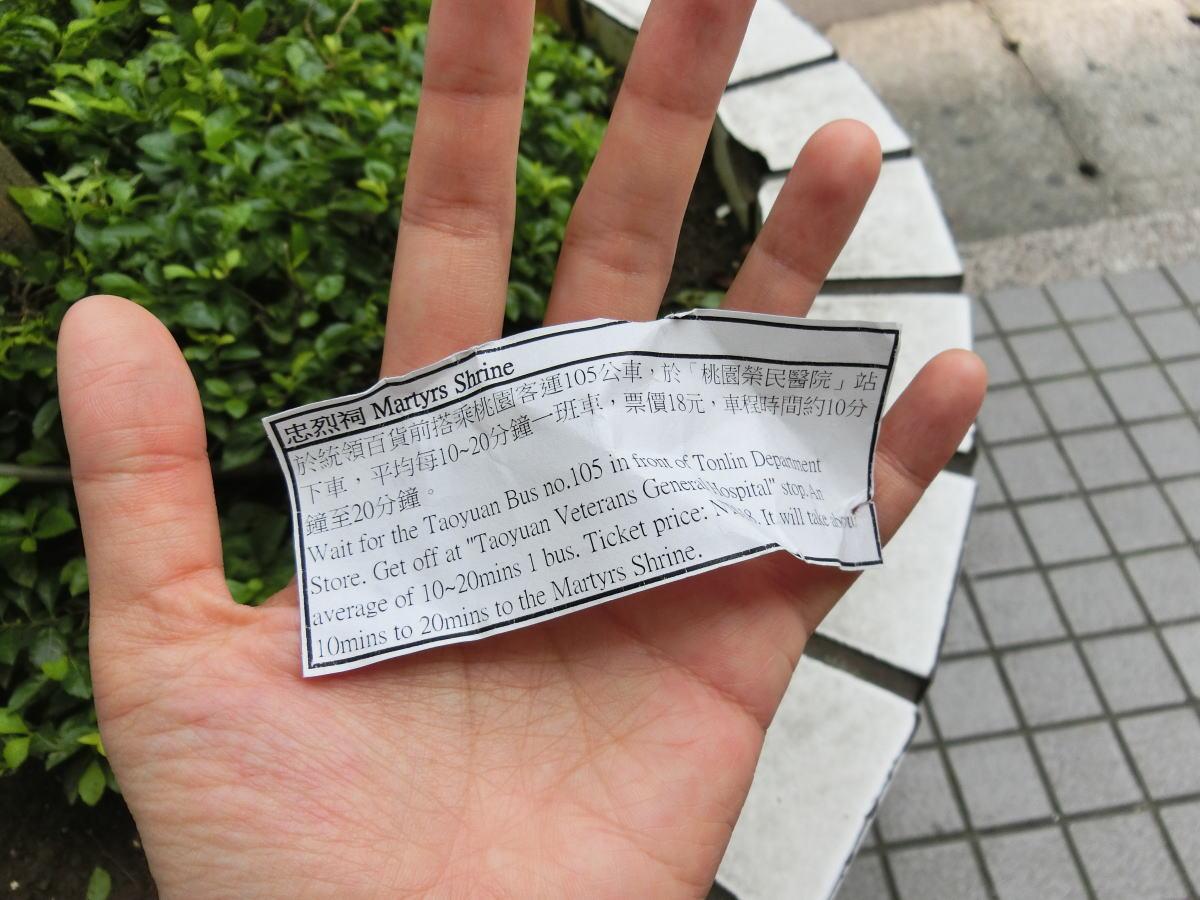 忠烈祠 Martyrs Shrine
於統領百貨前搭乘桃園客運105公車，於「桃園榮民醫院」站
下車，平均每10~20分鐘一班車，票價18元，車程時間約10分
鐘至20分鐘。
Wait for the Taoyuan Bus no.105 in front of Tonlin Department
Store. Get off at "Taoyuan Veterans General Hospital" stop. An
average of 10~20mins 1 bus. Ticket price: It will take about
10mins to 20mins to the Martyrs Shrine.